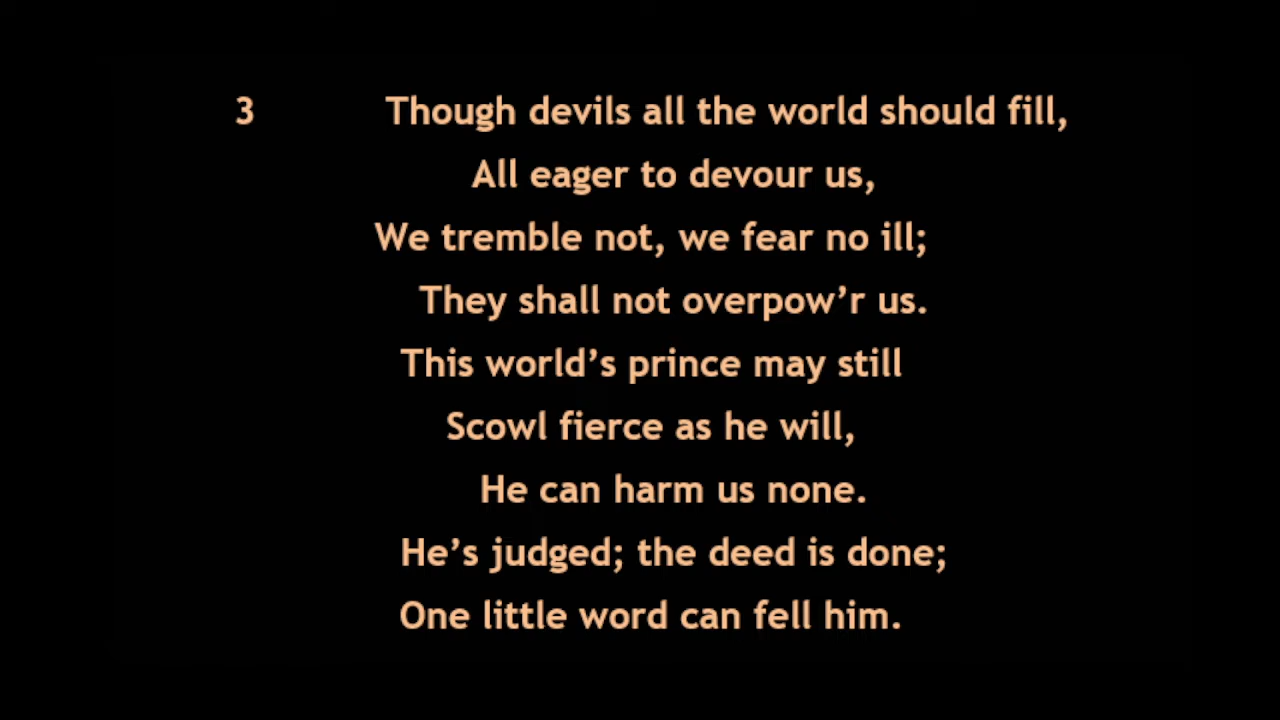 3 Though devils all the world should fill,
All eager to devour us,
We tremble not, we fear no ill;
They shall not overpow’r us.
This world’s prince may still
Scowl fierce as he will,
He can harm us none.
He’s judged; the deed is done;
One little word can fell him.